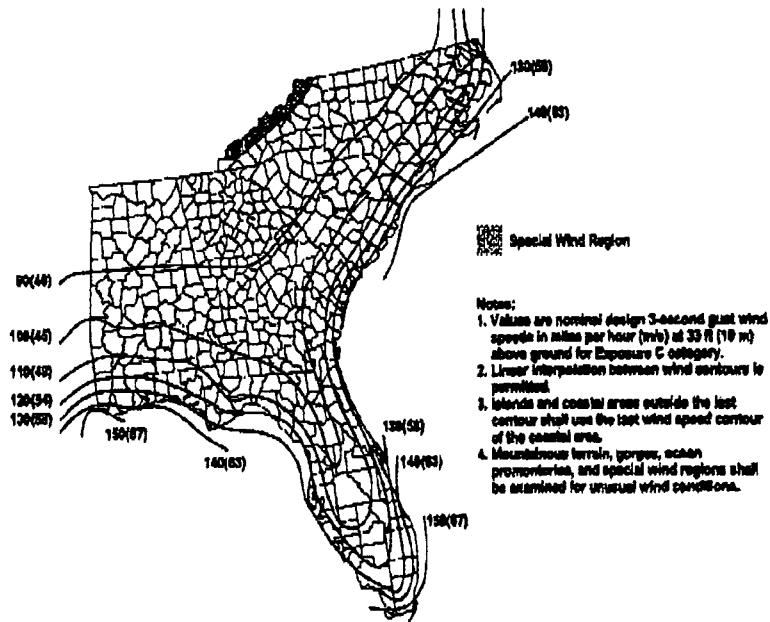 130(58)
140(63)
Special Wind Region
90(40)
100(45)
110(49)
120(54)
130(58)
150(67)
140(63)
130(58)
140(63)
150(67)
Notes:
1. Values are nominal design 3-second gust wind
speeds in miles per hour (m/s) at 33 ft (10 m)
above ground for Exposure C category.
2. Linear interpolation between wind contours is
permitted.
3. Islands and coastal areas outside the last
contour shall use the last wind speed contour
of the coastal area.
4. Mountainous terrain, gorges, ocean
promontories, and special wind regions shall
be examined for unusual wind conditions.